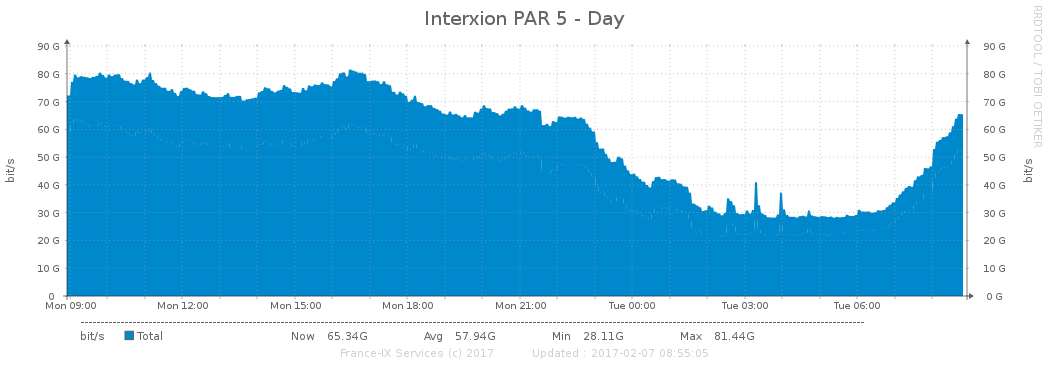 Interxion PAR 5 - Day
RRDTOOL / TOBI OETIKER
bit/s
90 G
80 G
70 G
60 G
50 G
40 G
30 G
20 G
10 G
0
90 G
80 G
70 G
60 G
50 G
40 G
30 G
20 G
10 G
0 G
bit/s
Mon 09:00 Mon 12:00 Mon 15:00 Mon 18:00 Mon 21:00 Tue 00:00 Tue 03:00 Tue 06:00
bit/s Total Now 65.34G Avg 57.94G Min 28.11G Max 81.44G
France-IX Services (c) 2017 Updated : 2017-02-07 08:55:05